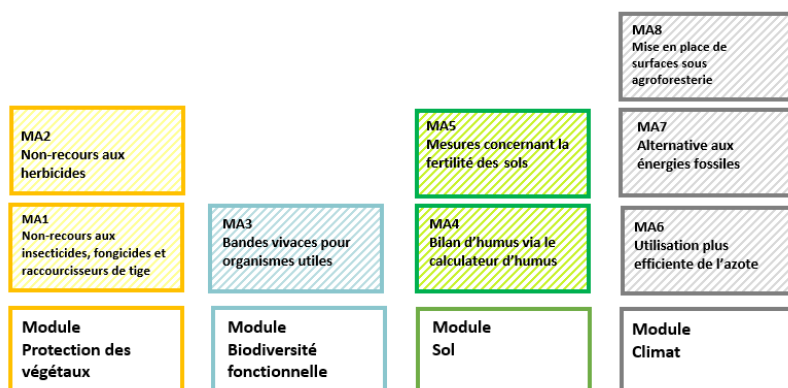 MA8
Mise en place de
surfaces sous
agroforesterie
MA2
Non-recours aux
herbicides
MA5
Mesures concernant la
fertilité des sols
MA7
Alternative aux
énergies fossiles
MA1
Non-recours aux
insecticides, fongicides et
raccourcisseurs de tige
MA3
Bandes vivaces pour
organismes utiles
MA4
Bilan d’humus via le
calculateur d’humus
MA6
Utilisation plus
efficiente de l’azote
Module
Protection des
végétaux
Module
Biodiversité
fonctionnelle
Module
Sol
Module
Climat